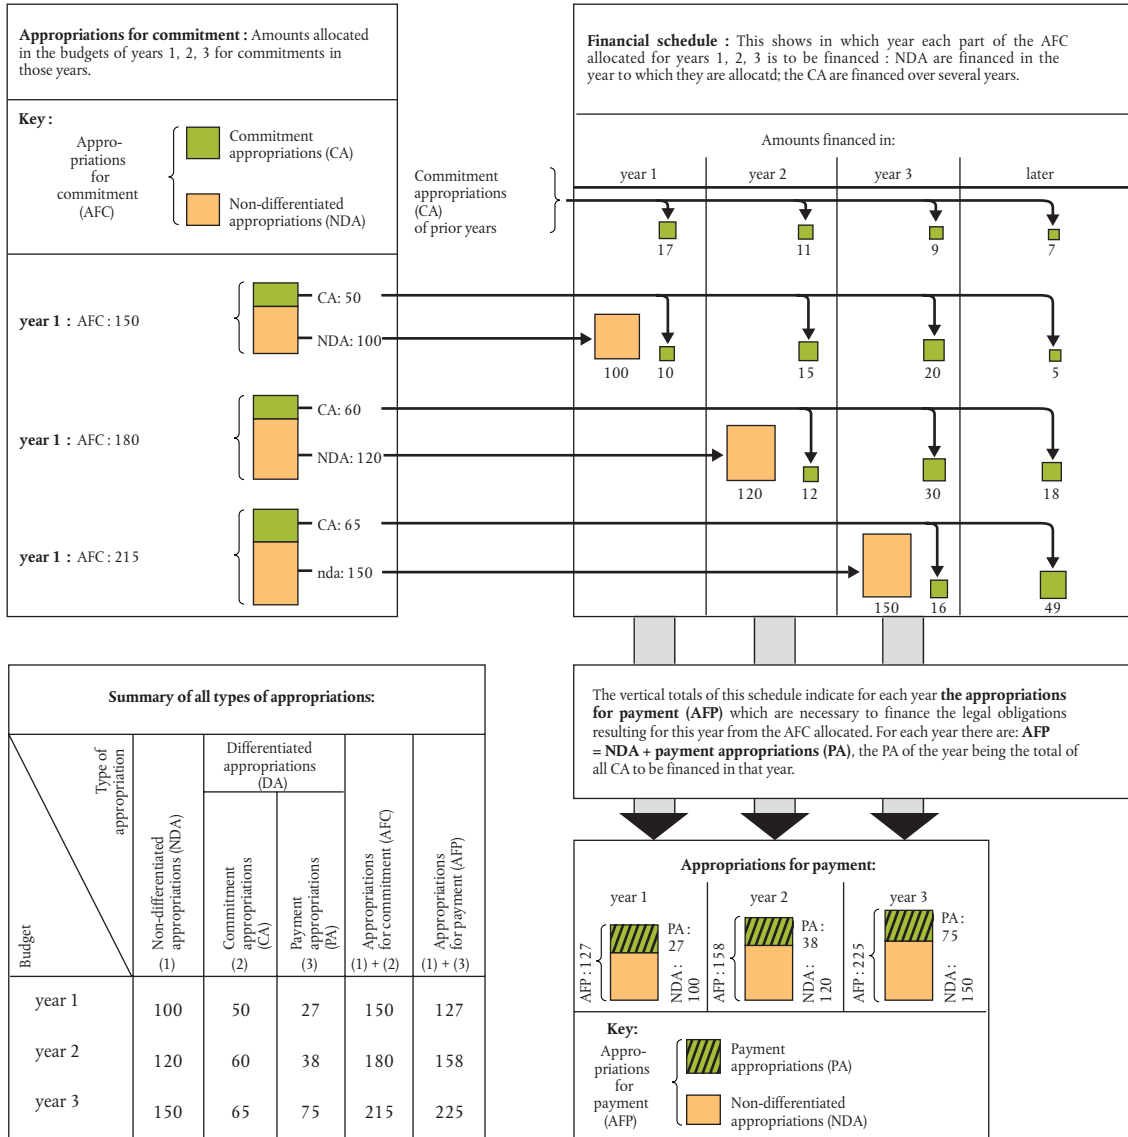 Appropriations for commitment : Amounts allocated
in the budgets of years 1, 2, 3 for commitments in
those years.
Key :
Appro-
priations
for
commitment
(AFC)
Commitment
appropriations (CA)
Non-differentiated
appropriations (NDA)
Financial schedule : This shows in which year each part of the AFC
allocated for years 1, 2, 3 is to be financed : NDA are financed in the
year to which they are allocatd; the CA are financed over several years.
Amounts financed in:
year 1 year 2 year 3 later
Commitment
appropriations
(CA)
of prior years
17 11 9 7
year 1 : AFC : 150
CA: 50
NDA: 100
100 10 15 20 5
year 1 : AFC : 180
CA: 60
NDA: 120
120 12 30 18
year 1 : AFC : 215
CA: 65
nda: 150
150 16 49
The vertical totals of this schedule indicate for each year the appropriations
for payment (AFP) which are necessary to finance the legal obligations
resulting for this year from the AFC allocated. For each year there are: AFP
= NDA + payment appropriations (PA), the PA of the year being the total of
all CA to be financed in that year.
Summary of all types of appropriations:
Type of
appropriation
Budget
Non-differentiated
appropriations (NDA)
(1)
Differentiated
appropriations
(DA)
Commitment
appropriations
(CA)
(2)
Payment
appropriations
(PA)
(3)
Appropriations
for commitment (AFC)
(1) + (2)
Appropriations
for payment (AFP)
(1) + (3)
year 1 100 50 27 150 127
year 2 120 60 38 180 158
year 3 150 65 75 215 225
Appropriations for payment:
year 1
AFP : 127
PA :
27
NDA :
100
year 2
AFP : 158
PA :
38
NDA :
120
year 3
AFP : 225
PA :
75
NDA :
150
Key:
Appro-
priations
for
payment
(AFP)
Payment
appropriations (PA)
Non-differentiated
appropriations (NDA)